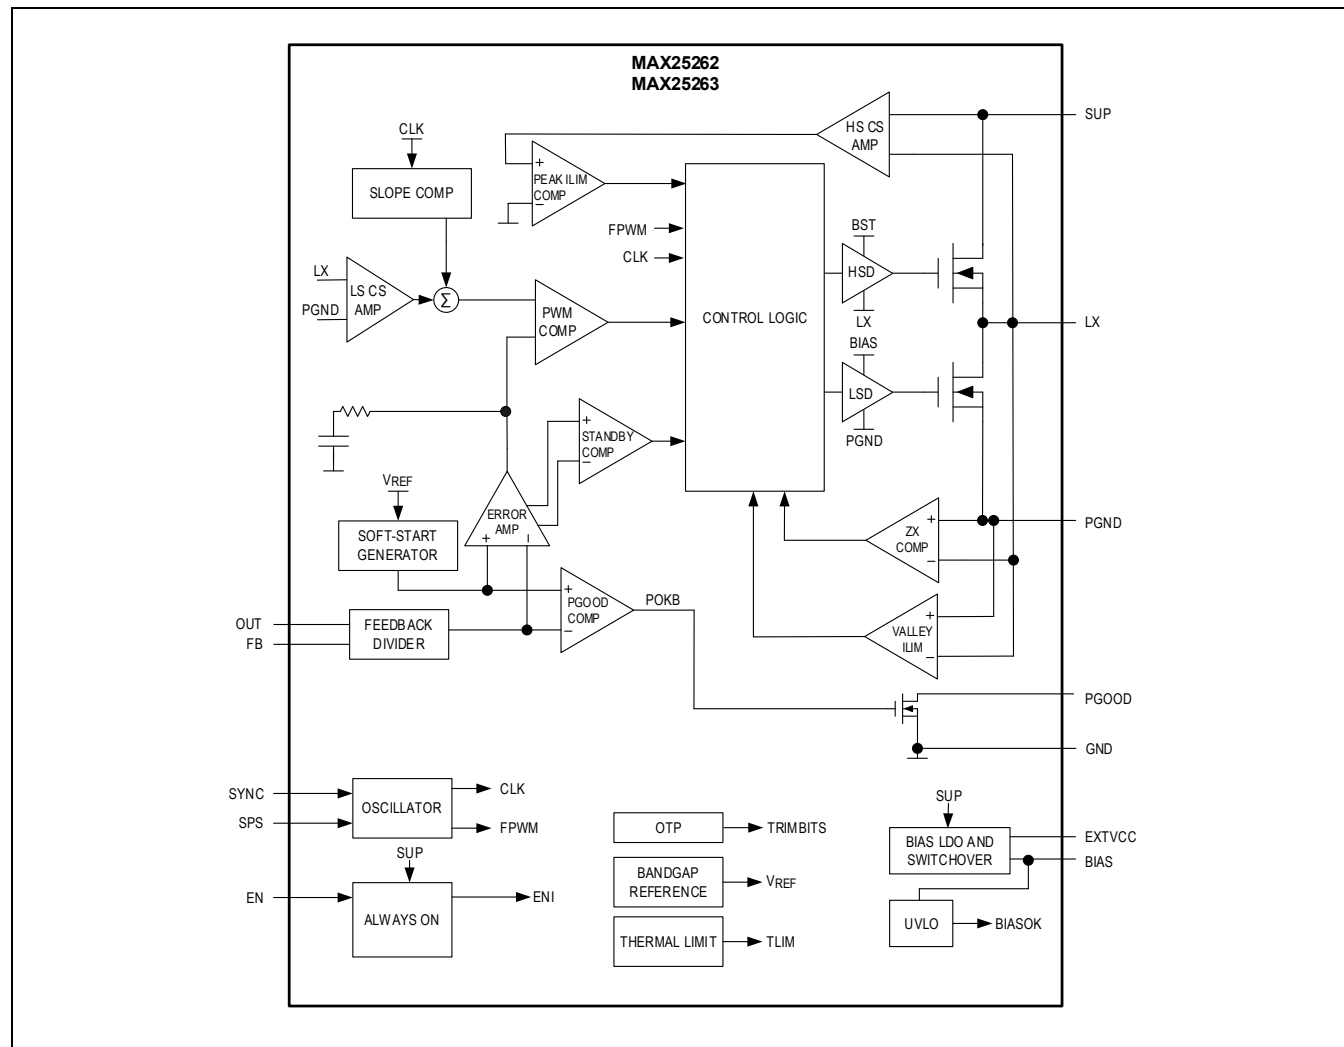 MAX25262
MAX25263
CLK
SLOPE COMP
LX
PGND
LS CS
AMP
Σ
+
PEAK ILIM
COMP
−
HS CS
AMP
SUP
FPWM
CLK
PWM
COMP
CONTROL LOGIC
BST
HSD
LX
LX
BIAS
LSD
PGND
+
STANDBY
COMP
−
VREF
SOFT-START
GENERATOR
ERROR
AMP
+ −
+
ZX
COMP
−
PGND
OUT
FB
FEEDBACK
DIVIDER
+
PGOOD
COMP
−
POKB
+
VALLEY
ILIM
−
PGOOD
GND
SYNC
SPS
OSCILLATOR
CLK
FPWM
SUP
EN
ALWAYS ON
ENI
OTP
TRIMBITS
BANDGAP
REFERENCE
VREF
THERMAL LIMIT
TLIM
SUP
BIAS LDO AND
SWITCHOVER
EXTVCC
BIAS
UVLO
BIASOK